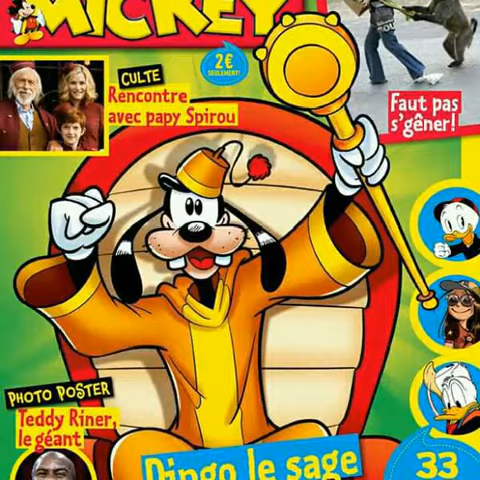 MICKEY
2€
SEULEMENT!
CULTE
Rencontre
avec papy Spirou
Faut pas
s'gêner!
PHOTO POSTER
Teddy Riner,
le géant
Dingo le sage
33